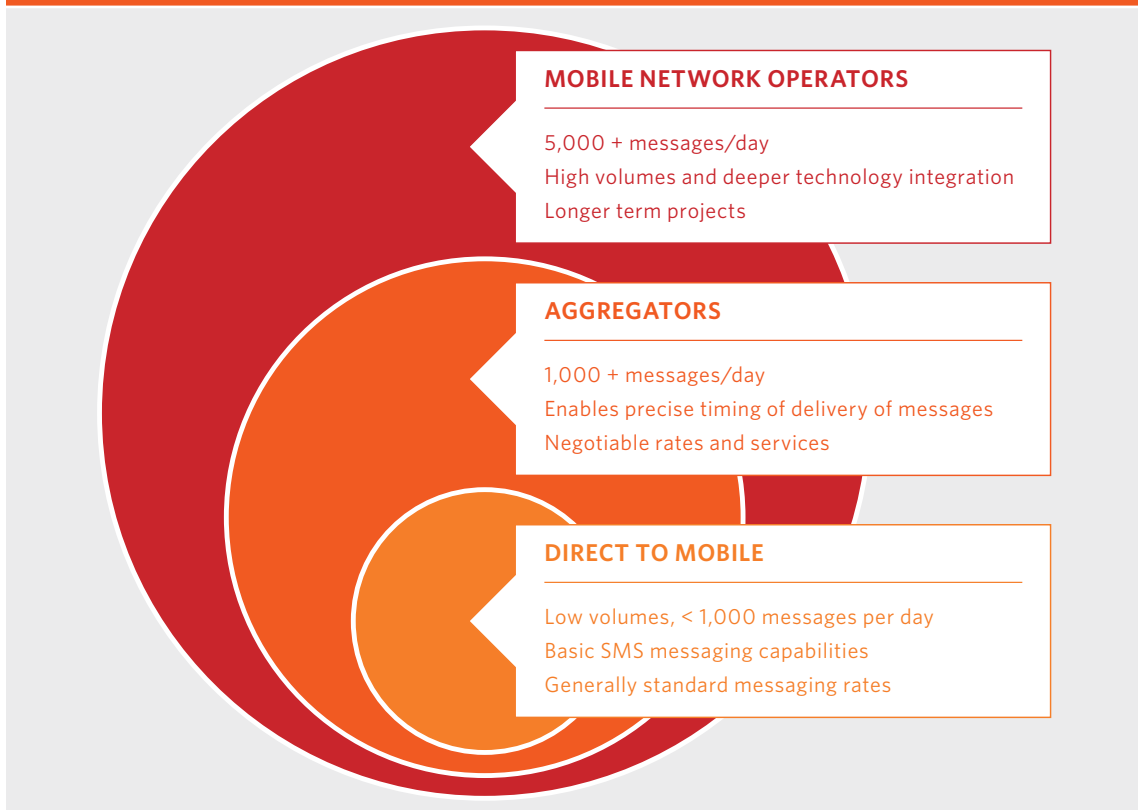 MOBILE NETWORK OPERATORS
5,000 + messages/day
High volumes and deeper technology integration
Longer term projects
AGGREGATORS
1,000 + messages/day
Enables precise timing of delivery of messages
Negotiable rates and services
DIRECT TO MOBILE
Low volumes, < 1,000 messages per day
Basic SMS messaging capabilities
Generally standard messaging rates